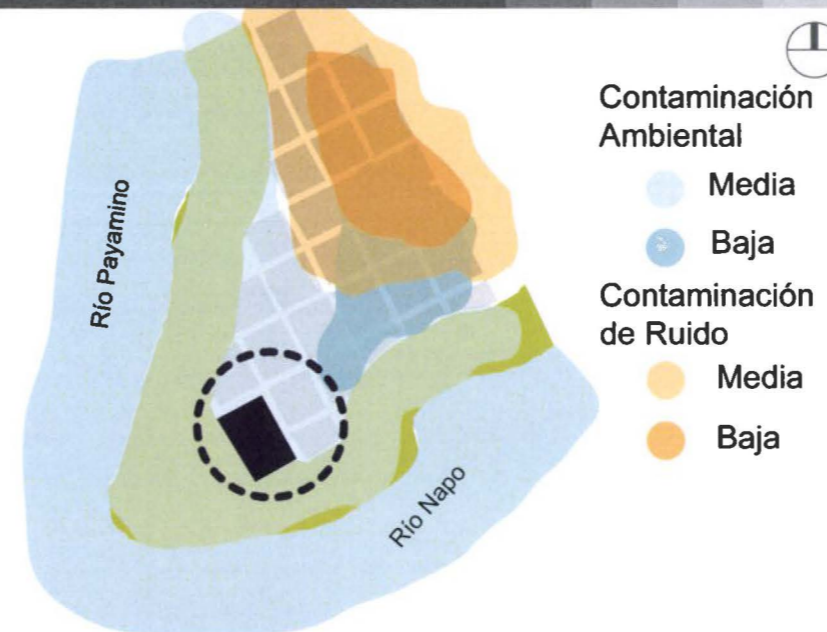 Contaminación
Ambiental
Media
Baja
Contaminación
de Ruido
Media
Baja
Río Payamino
Río Napo